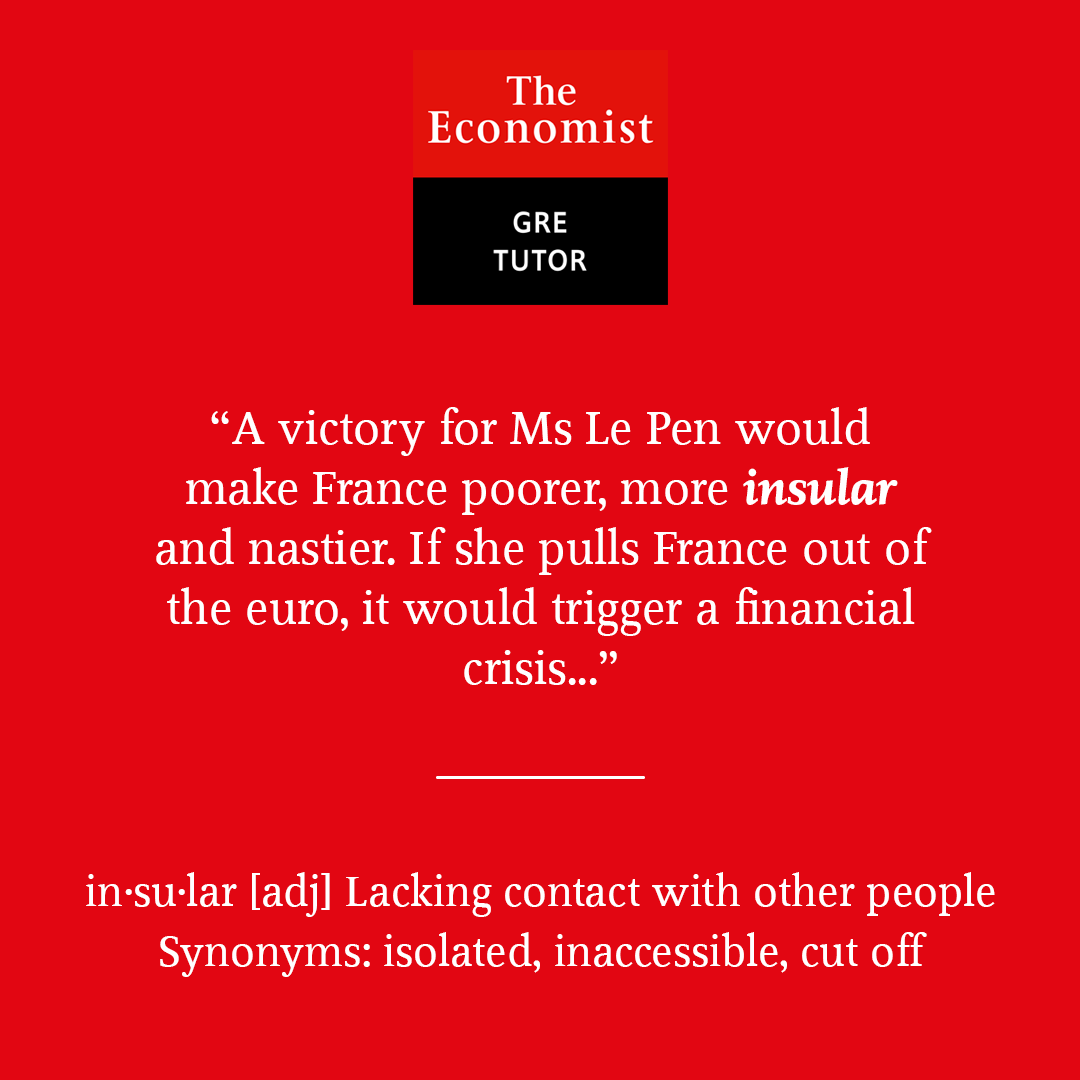 The
Economist
GRE
TUTOR
“A victory for Ms Le Pen would
make France poorer, more insular
and nastier. If she pulls France out of
the euro, it would trigger a financial
crisis...”
in·su·lar [adj] Lacking contact with other people
Synonyms: isolated, inaccessible, cut off